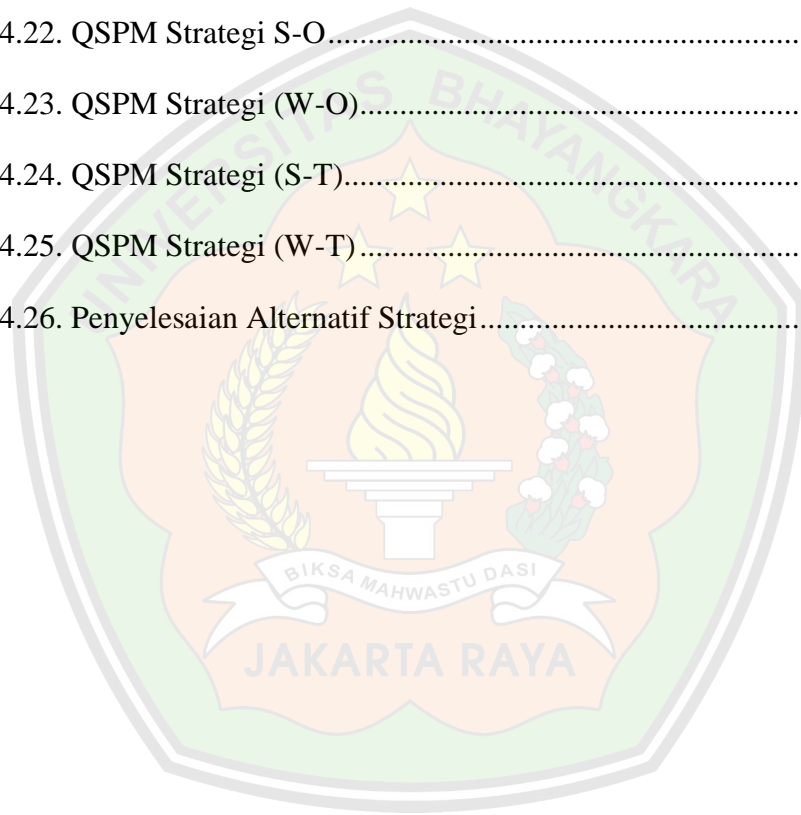 4.22. QSPM Strategi S-O........................................................
4.23. QSPM Strategi (W-O)....................................................
4.24. QSPM Strategi (S-T)......................................................
4.25. QSPM Strategi (W-T)....................................................
4.26. Penyelesaian Alternatif Strategi.....................................
UNIVERSITAS BHAYANGKARA
BIKSA MAHWASTU DASI
JAKARTA RAYA